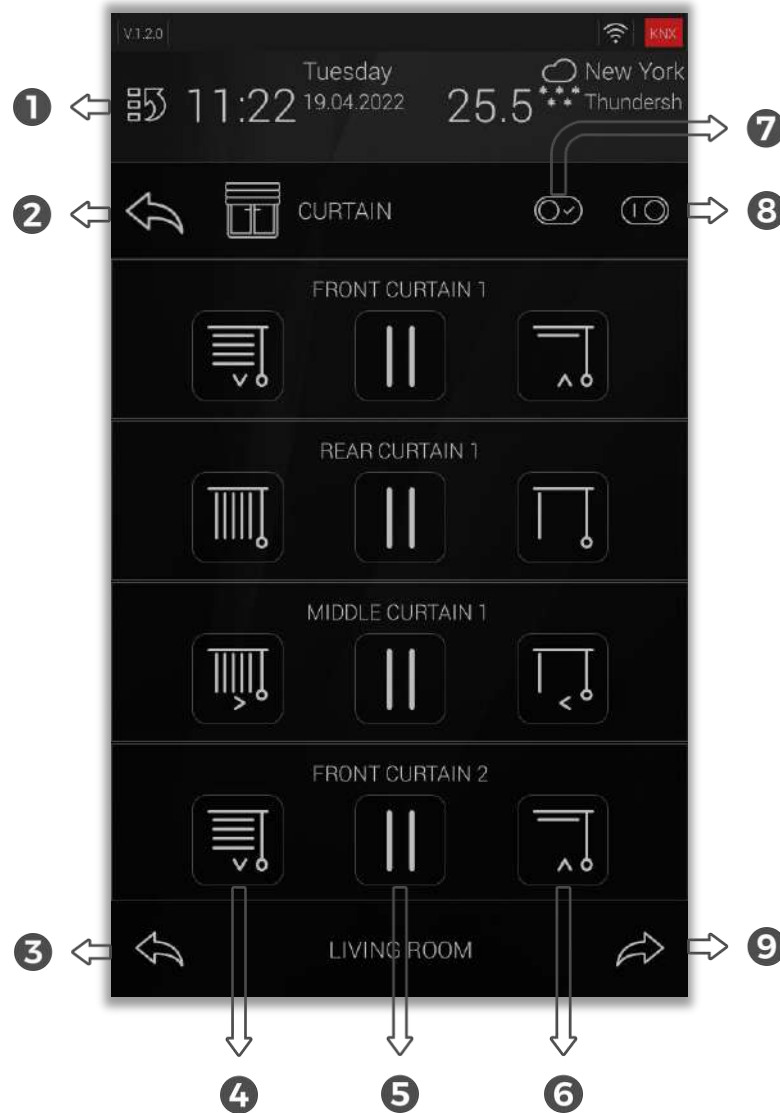 V.1.2.0
KNX
Tuesday
New York
11:22
19.04.2022
25.5
Thundersh
1
7
2
CURTAIN
8
FRONT CURTAIN 1
REAR CURTAIN 1
MIDDLE CURTAIN 1
FRONT CURTAIN 2
3
LIVING ROOM
9
4
5
6